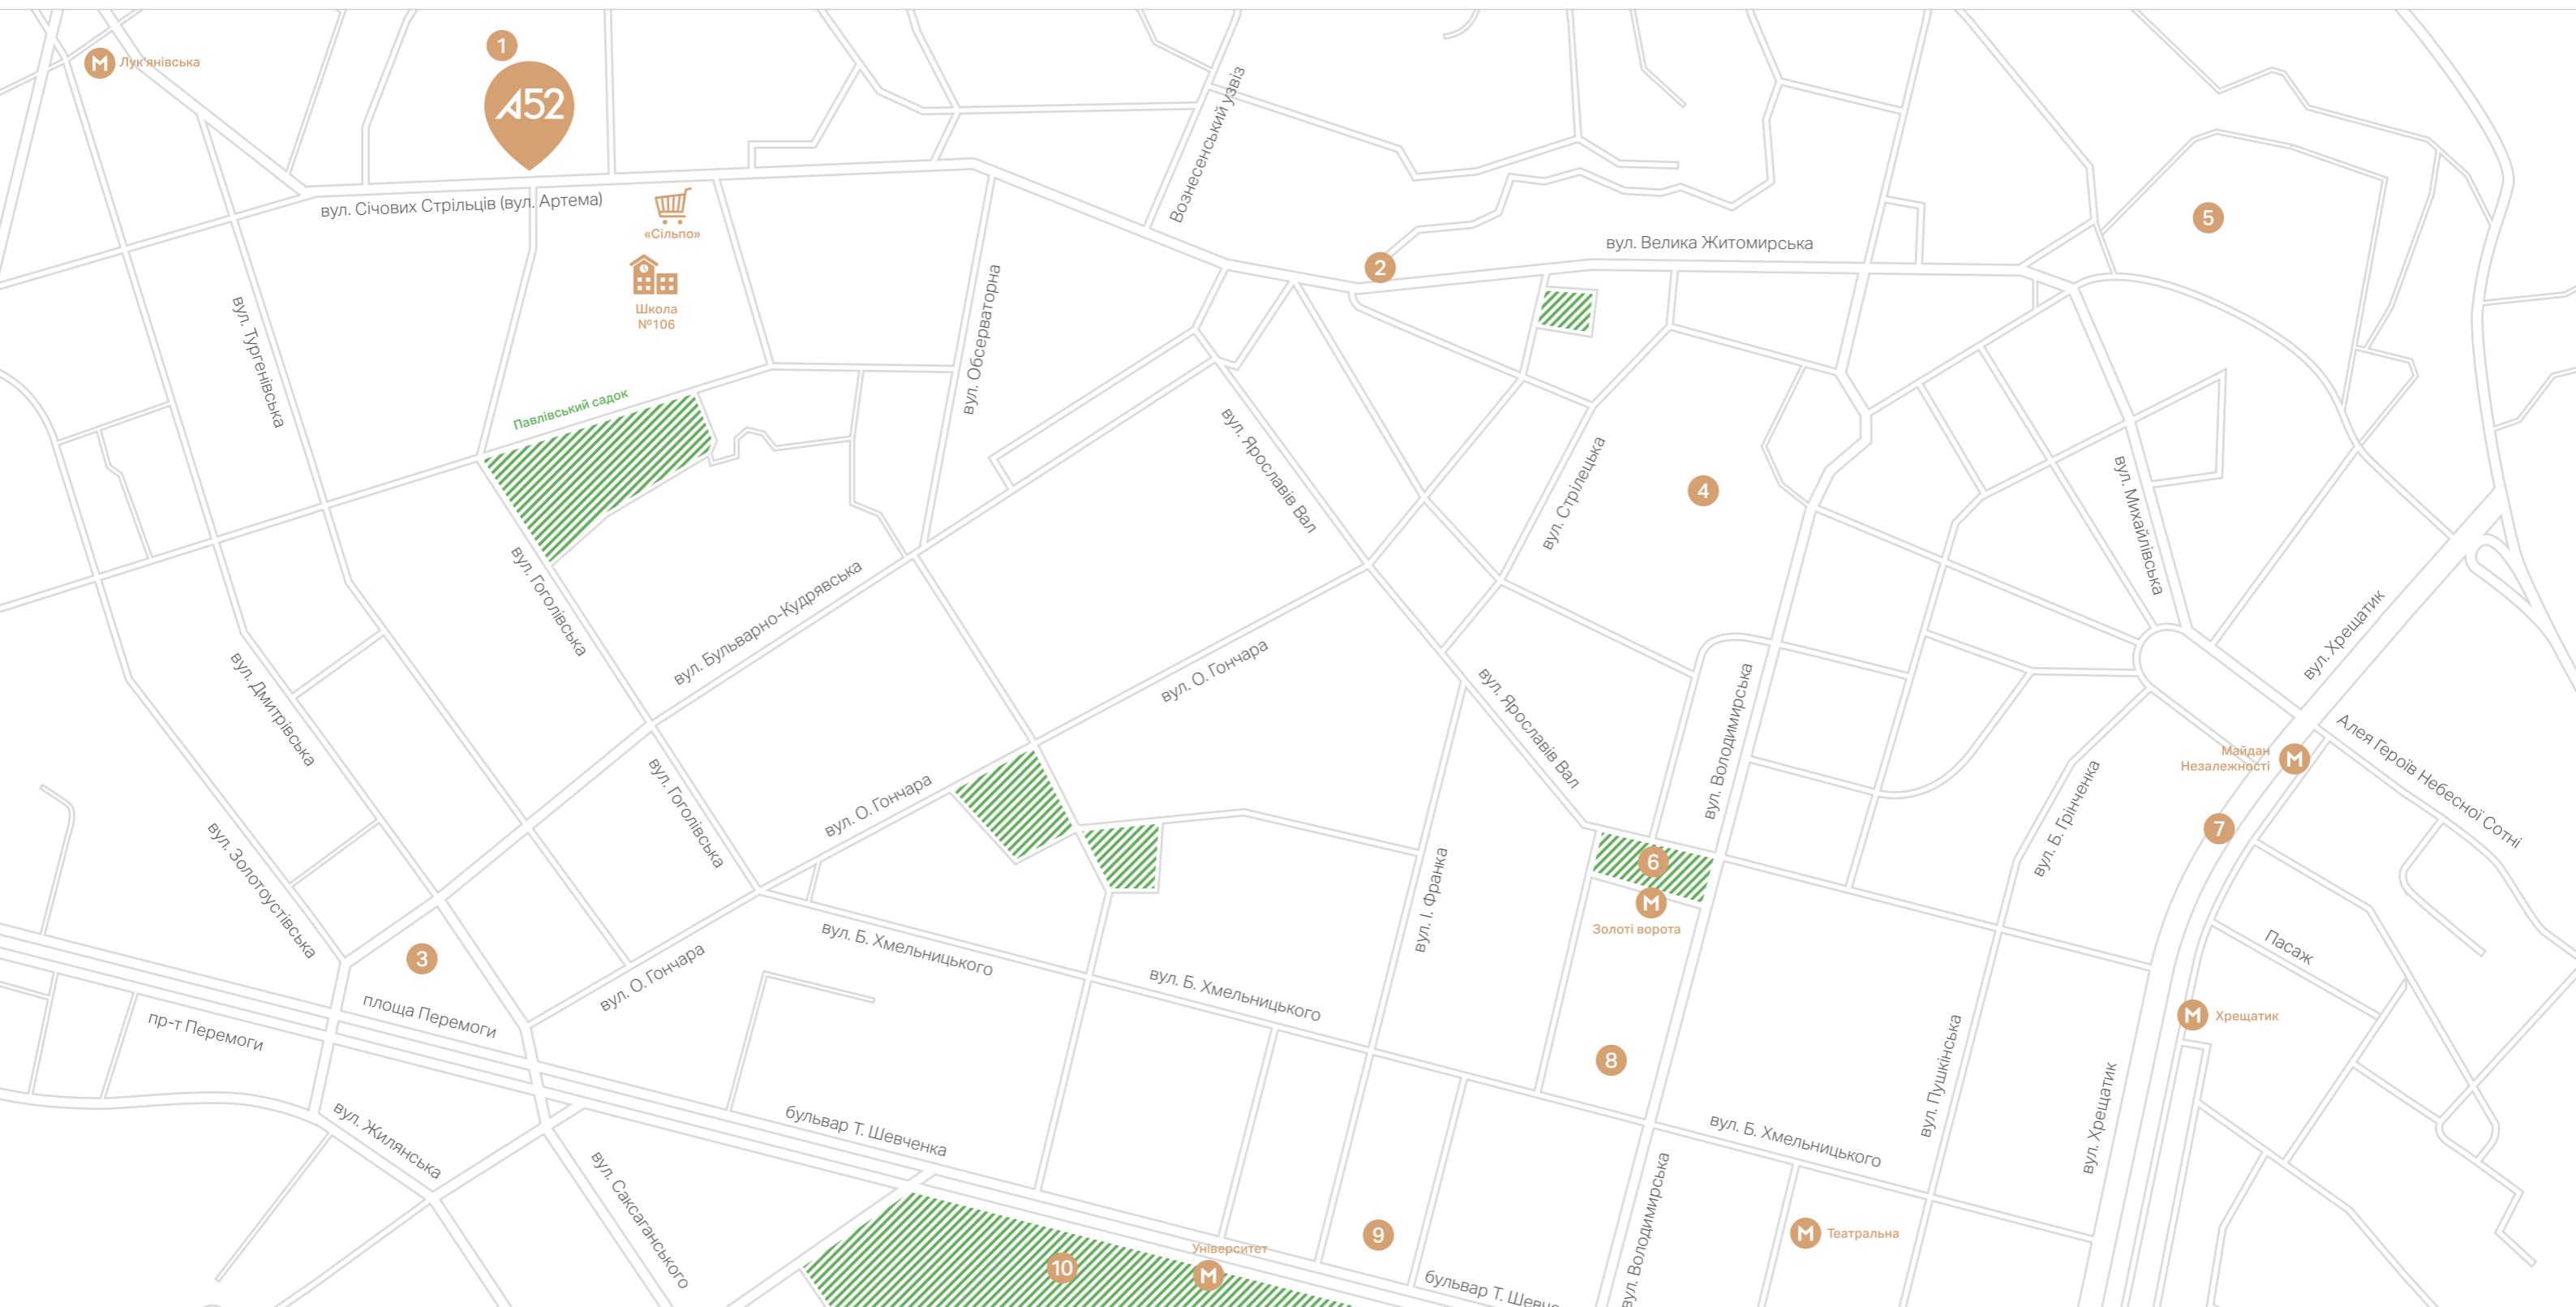 1
M Лук'янівська
A52
Вознесенський узвіз
вул. Січових Стрільців (вул. Артема)
«Сільпо»
5
вул. Велика Житомирська
2
Школа
№106
вул. Тургенівська
вул. Обсерваторна
Павлівський садок
вул. Ярославів Вал
вул. Стрілецька
4
вул. Михайлівська
вул. Гоголівська
вул. Бульварно-Кудрявська
вул. Хрещатик
вул. Дмитрівська
вул. О. Гончара
вул. Ярославів Вал
вул. Володимирська
Алея Героїв Небесної Сотні
Майдан
Незалежності
M
вул. Гоголівська
вул. О. Гончара
вул. Б. Грінченка
7
вул. Золотоустівська
6
M
Золоті ворота
вул. І. Франка
3
вул. Б. Хмельницького
Пасаж
вул. О. Гончара
вул. Б. Хмельницького
площа Перемоги
пр-т Перемоги
M Хрещатик
8
вул. Пушкінська
вул. Хрещатик
вул. Жилянська
бульвар Т. Шевченка
вул. Б. Хмельницького
вул. Саксаганського
вул. Володимирська
9
M Театральна
Університет
10
M
бульвар Т. Шевч